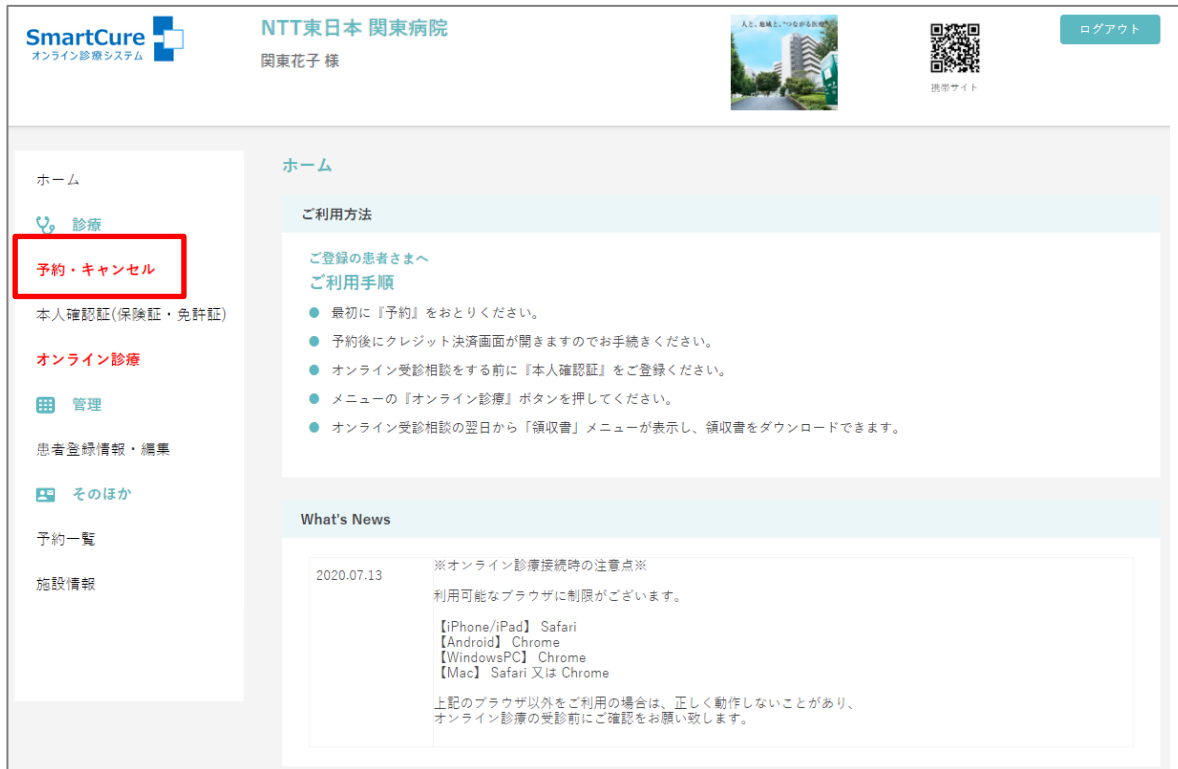 SmartCure
オンライン診療システム
NTT東日本 関東病院
関東花子 様
人と、地域と、つながる医療
携帯サイト
ログアウト
ホーム
診療
予約・キャンセル
本人確認証(保険証・免許証)
オンライン診療
管理
患者登録情報・編集
そのほか
予約一覧
施設情報
ホーム
ご利用方法
ご登録の患者さまへ
ご利用手順
● 最初に『予約』をおとりください。
● 予約後にクレジット決済画面が開きますのでお手続きください。
● オンライン受診相談をする前に『本人確認証』をご登録ください。
● メニューの『オンライン診療』ボタンを押してください。
● オンライン受診相談の翌日から「領収書」メニューが表示し、領収書をダウンロードできます。
What's News
2020.07.13
※オンライン診療接続時の注意点※
利用可能なブラウザに制限がございます。
【iPhone/iPad】 Safari
【Android】 Chrome
【WindowsPC】 Chrome
【Mac】 Safari 又は Chrome
上記のブラウザ以外をご利用の場合は、正しく動作しないことがあり、
オンライン診療の受診前にご確認をお願い致します。